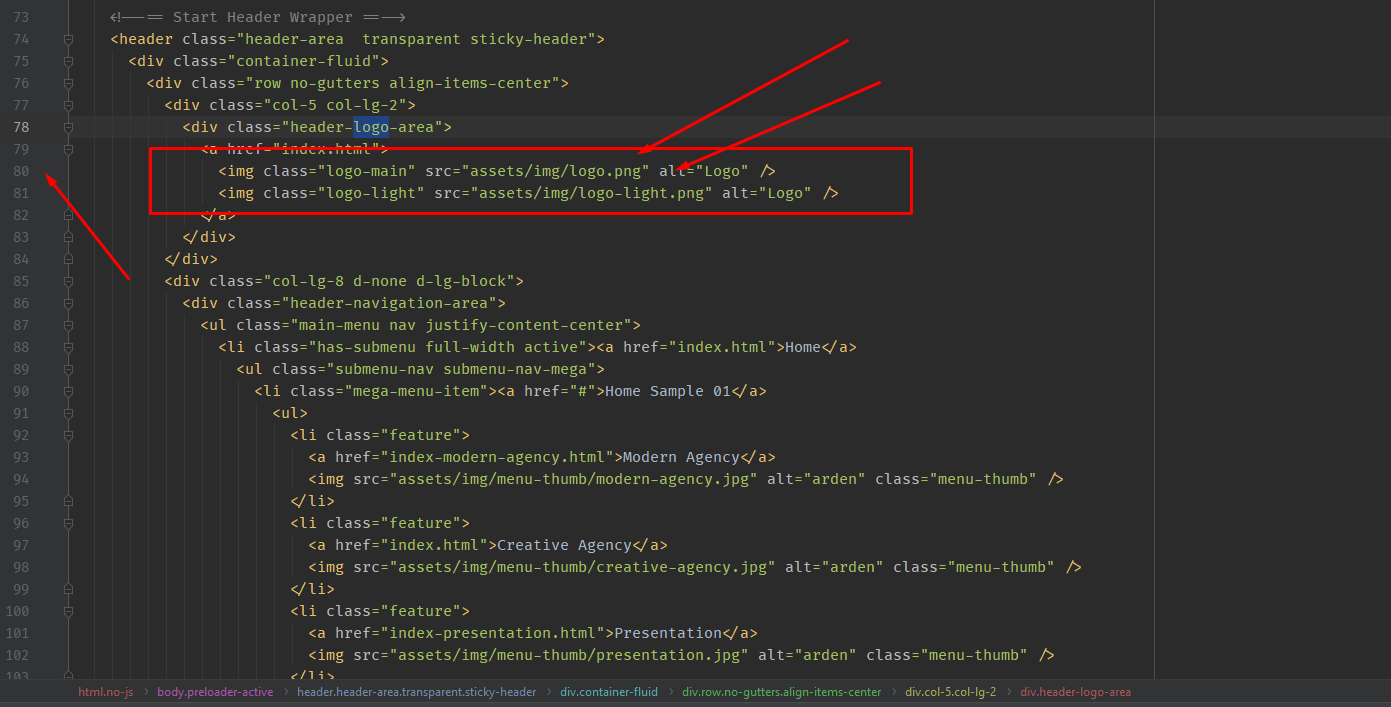 73 <!-- == Start Header Wrapper == -->
74 <header class="header-area  transparent sticky-header">
75 <div class="container-fluid">
76 <div class="row no-gutters align-items-center">
77 <div class="col-5 col-lg-2">
78 <div class="header-logo-area">
79 <a href="index.html">
80 <img class="logo-main" src="assets/img/logo.png" alt="Logo" />
81 <img class="logo-light" src="assets/img/logo-light.png" alt="Logo" />
82 </a>
83 </div>
84 </div>
85 <div class="col-lg-8 d-none d-lg-block">
86 <div class="header-navigation-area">
87 <ul class="main-menu nav justify-content-center">
88 <li class="has-submenu full-width active"><a href="index.html">Home</a>
89 <ul class="submenu-nav submenu-nav-mega">
90 <li class="mega-menu-item"><a href="#">Home Sample 01</a>
91 <ul>
92 <li class="feature">
93 <a href="index-modern-agency.html">Modern Agency</a>
94 <img src="assets/img/menu-thumb/modern-agency.jpg" alt="arden" class="menu-thumb" />
95 </li>
96 <li class="feature">
97 <a href="index.html">Creative Agency</a>
98 <img src="assets/img/menu-thumb/creative-agency.jpg" alt="arden" class="menu-thumb" />
99 </li>
100 <li class="feature">
101 <a href="index-presentation.html">Presentation</a>
102 <img src="assets/img/menu-thumb/presentation.jpg" alt="arden" class="menu-thumb" />
103 </li>
html.no-js › body.preloader-active › header.header-area.transparent.sticky-header › div.container-fluid › div.row.no-gutters.align-items-center › div.col-5.col-lg-2 › div.header-logo-area